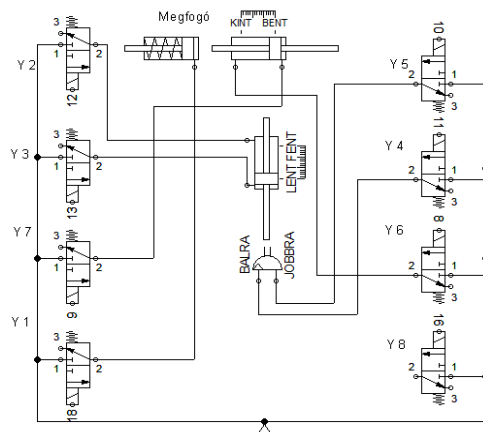 Megfogó
KINT BENT
3
1 2
Y 2
12
3
1 2
Y 3
13
3
1 2
Y 7
9
3
1 2
Y 1
18
LENT FENT
BALRA
JOBBRA
10
Y 5
2 1
3
11
Y 4
2 1
3
8
Y 6
2 1
3
16
Y 8
2 1
3